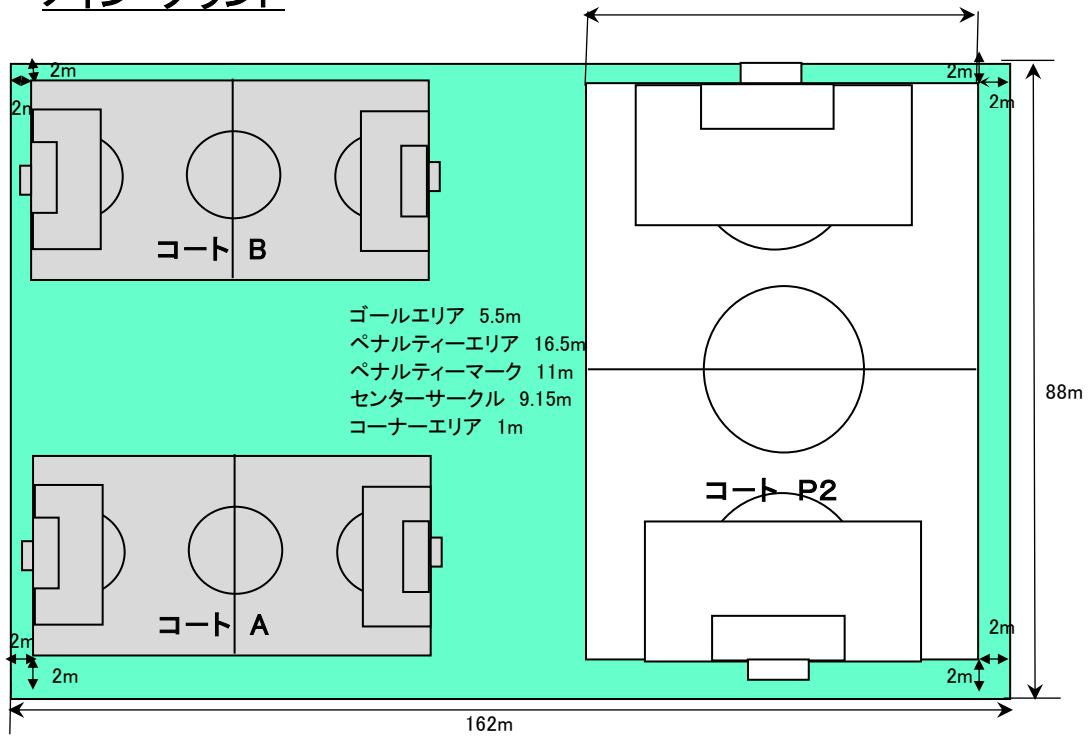 2m
2m
2m
2m
コート B
ゴールエリア 5.5m
ペナルティーエリア 16.5m
ペナルティーマーク 11m
センターサークル 9.15m
コーナーエリア 1m
88m
コート P2
コート A
2m
2m
2m
2m
162m